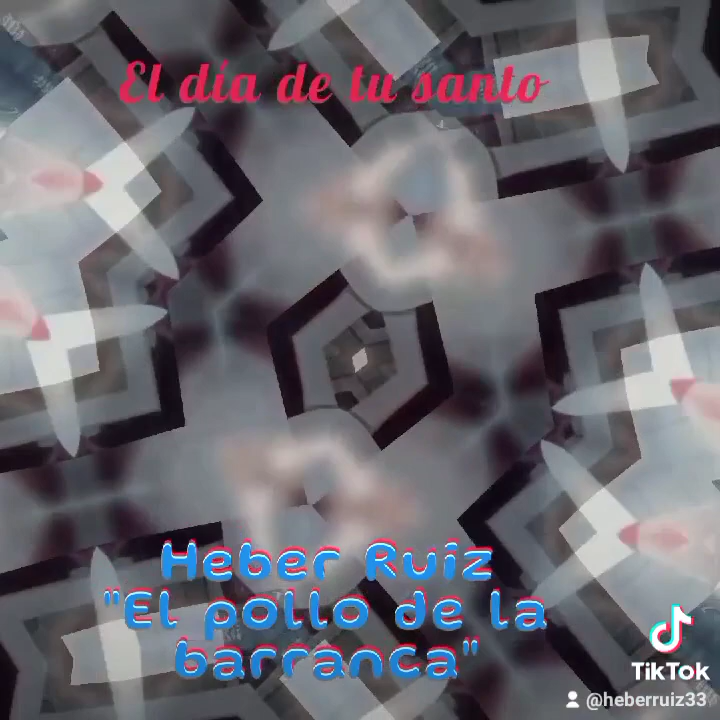 El día de tu santo
Heber Ruiz
"El pollo de la
barranca"
TikTok
@heberruiz33